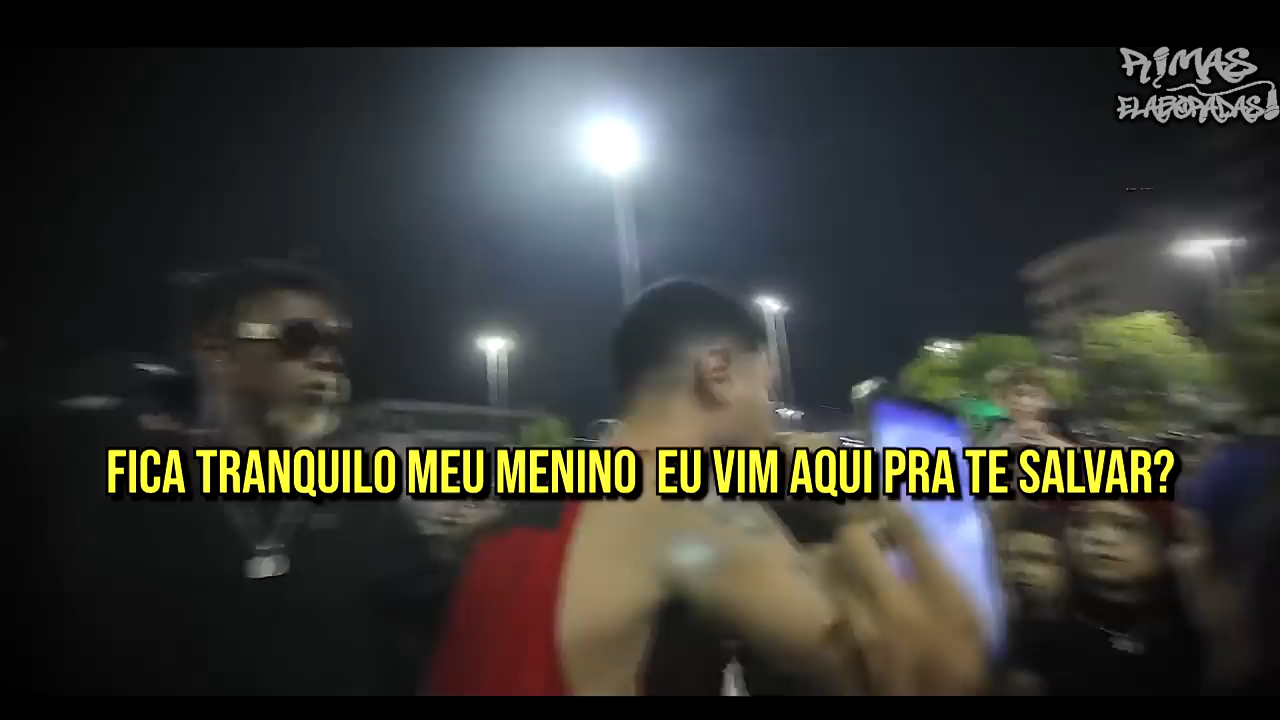 RIMAS
ELABORADAS!
FICA TRANQUILO MEU MENINO EU VIM AQUI PRA TE SALVAR?